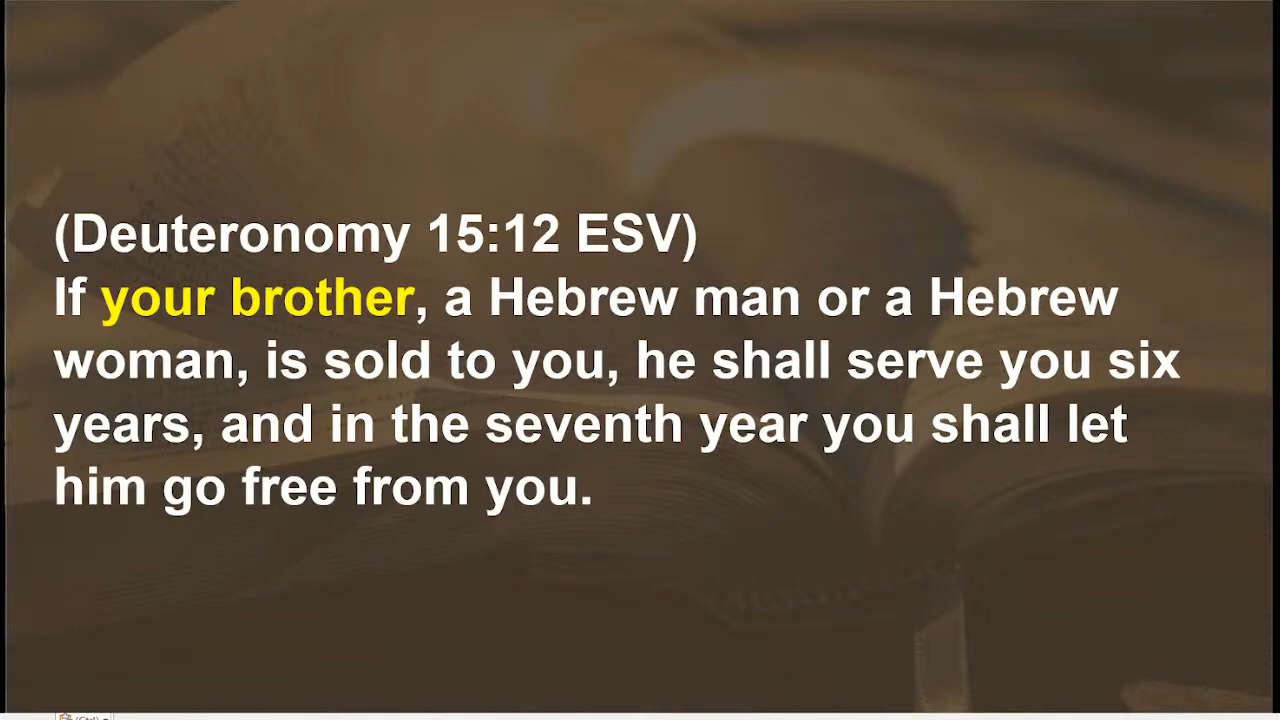 (Deuteronomy 15:12 ESV)
If your brother, a Hebrew man or a Hebrew
woman, is sold to you, he shall serve you six
years, and in the seventh year you shall let
him go free from you.